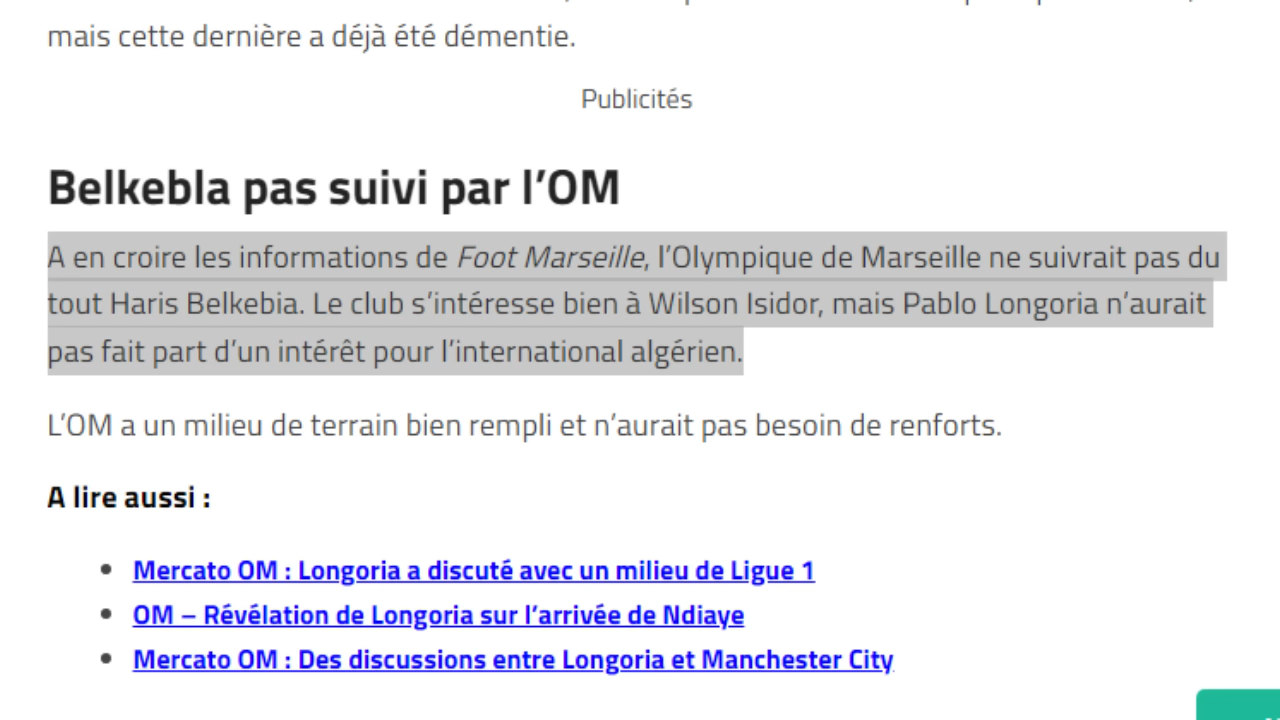 mais cette dernière a déjà été démentie.
Publicités
Belkebla pas suivi par l’OM
A en croire les informations de Foot Marseille, l’Olympique de Marseille ne suivrait pas du
tout Haris Belkebia. Le club s’intéresse bien à Wilson Isidor, mais Pablo Longoria n’aurait
pas fait part d’un intérêt pour l’international algérien.
L’OM a un milieu de terrain bien rempli et n’aurait pas besoin de renforts.
A lire aussi :
• Mercato OM : Longoria a discuté avec un milieu de Ligue 1
• OM – Révélation de Longoria sur l’arrivée de Ndiaye
• Mercato OM : Des discussions entre Longoria et Manchester City